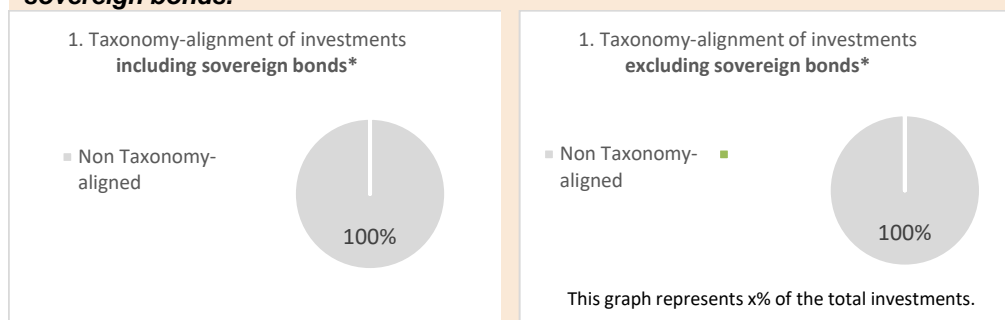 sovereign bonds.
1. Taxonomy-alignment of investments
including sovereign bonds*
Non Taxonomy-
aligned
100%
1. Taxonomy-alignment of investments
excluding sovereign bonds*
Non Taxonomy-
aligned
100%
This graph represents x% of the total investments.